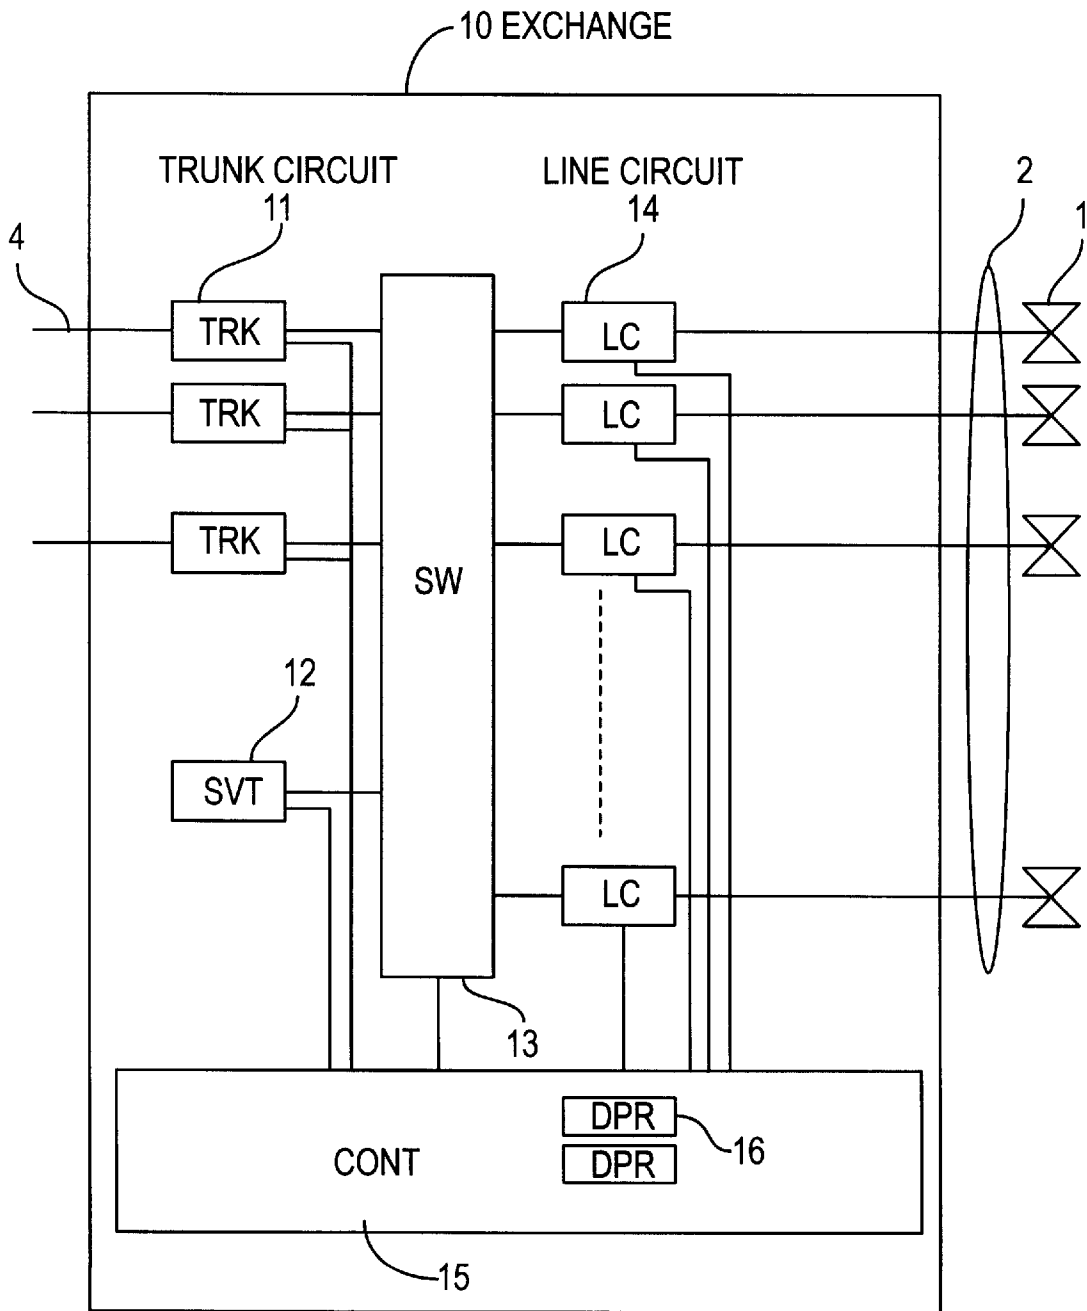 10 EXCHANGE
TRUNK CIRCUIT
11
LINE CIRCUIT
14
2
1
4
TRK
LC
TRK
LC
TRK
LC
SW
12
SVT
LC
13
DPR
16
CONT
DPR
15